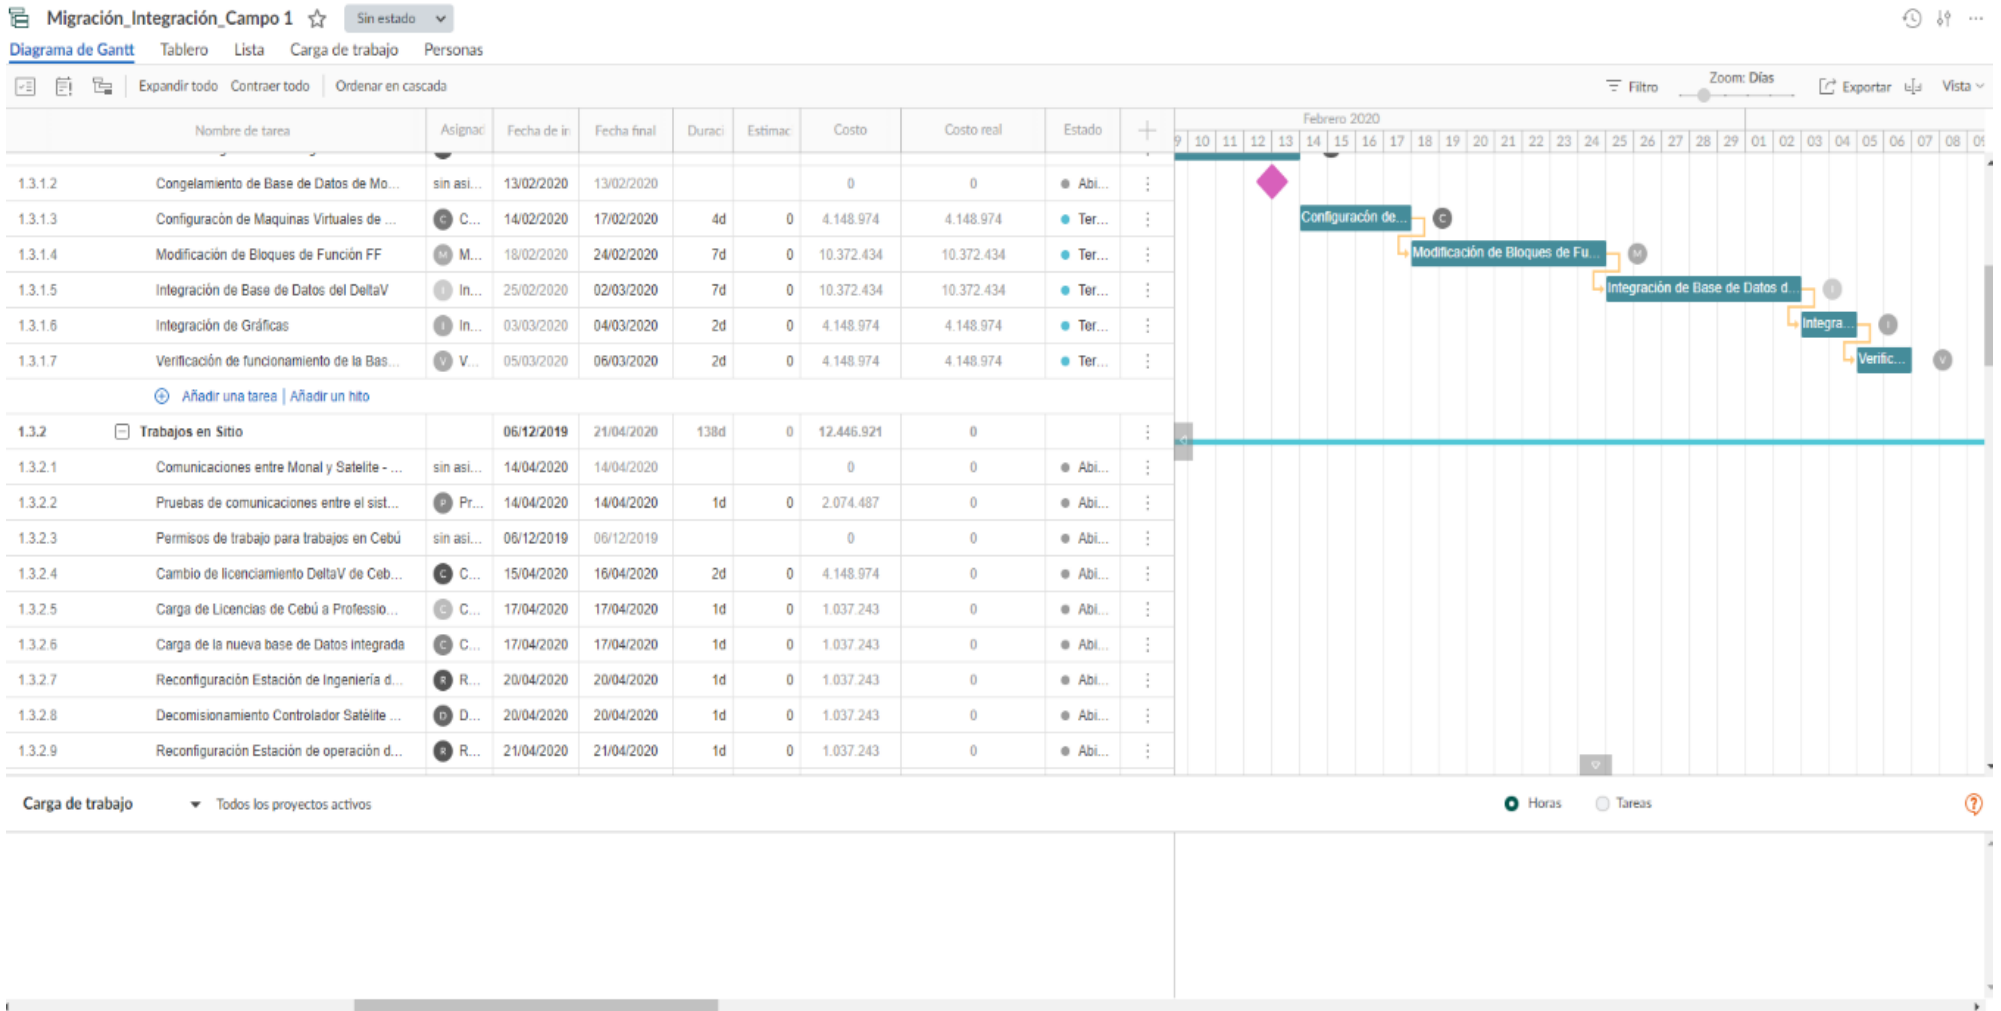 Migración_Integración_Campo 1 Sin estado
Diagrama de Gantt Tablero Lista Carga de trabajo Personas
Expandir todo Contraer todo Ordenar en cascada Filtro Zoom: Días Exportar Vista
Nombre de tarea Asignac Fecha de in Fecha final Duraci Estimac Costo Costo real Estado Febrero 2020
9 10 11 12 13 14 15 16 17 18 19 20 21 22 23 24 25 26 27 28 29 01 02 03 04 05 06 07 08 09
1.3.1.2 Congelamiento de Base de Datos de Mo... sin asi... 13/02/2020 13/02/2020 0 0 Abi...
1.3.1.3 Configuracón de Maquinas Virtuales de ... C C... 14/02/2020 17/02/2020 4d 0 4.148.974 4.148.974 Ter... Configuracón de... C
1.3.1.4 Modificación de Bloques de Función FF M M... 18/02/2020 24/02/2020 7d 0 10.372.434 10.372.434 Ter... Modificación de Bloques de Fu... M
1.3.1.5 Integración de Base de Datos del DeltaV I In... 25/02/2020 02/03/2020 7d 0 10.372.434 10.372.434 Ter... Integración de Base de Datos d... I
1.3.1.6 Integración de Gráficas I In... 03/03/2020 04/03/2020 2d 0 4.148.974 4.148.974 Ter... Integra... I
1.3.1.7 Verificación de funcionamiento de la Bas... V V... 05/03/2020 06/03/2020 2d 0 4.148.974 4.148.974 Ter... Verific... V
Añadir una tarea | Añadir un hito
1.3.2 Trabajos en Sitio 06/12/2019 21/04/2020 138d 0 12.446.921 0
1.3.2.1 Comunicaciones entre Monal y Satelite - ... sin asi... 14/04/2020 14/04/2020 0 0 Abi...
1.3.2.2 Pruebas de comunicaciones entre el sist... P Pr... 14/04/2020 14/04/2020 1d 0 2.074.487 0 Abi...
1.3.2.3 Permisos de trabajo para trabajos en Cebú sin asi... 06/12/2019 06/12/2019 0 0 Abi...
1.3.2.4 Cambio de licenciamiento DeltaV de Ceb... C C... 15/04/2020 16/04/2020 2d 0 4.148.974 0 Abi...
1.3.2.5 Carga de Licencias de Cebú a Professio... C C... 17/04/2020 17/04/2020 1d 0 1.037.243 0 Abi...
1.3.2.6 Carga de la nueva base de Datos integrada C C... 17/04/2020 17/04/2020 1d 0 1.037.243 0 Abi...
1.3.2.7 Reconfiguración Estación de Ingeniería d... R R... 20/04/2020 20/04/2020 1d 0 1.037.243 0 Abi...
1.3.2.8 Decomisionamiento Controlador Satélite ... D D... 20/04/2020 20/04/2020 1d 0 1.037.243 0 Abi...
1.3.2.9 Reconfiguración Estación de operación d... R R... 21/04/2020 21/04/2020 1d 0 1.037.243 0 Abi...
Carga de trabajo Todos los proyectos activos Horas Tareas ?